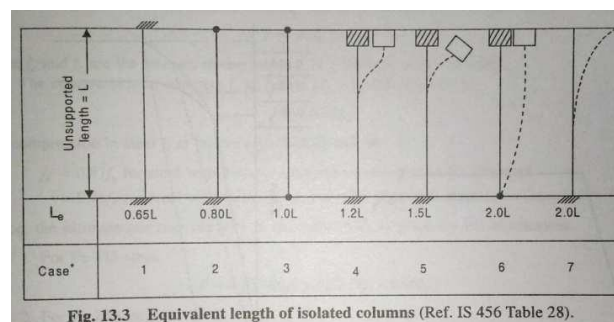 Unsupported
length = L
Lₑ 0.65L 0.80L 1.0L 1.2L 1.5L 2.0L 2.0L
Case* 1 2 3 4 5 6 7
Fig. 13.3 Equivalent length of isolated columns (Ref. IS 456 Table 28).